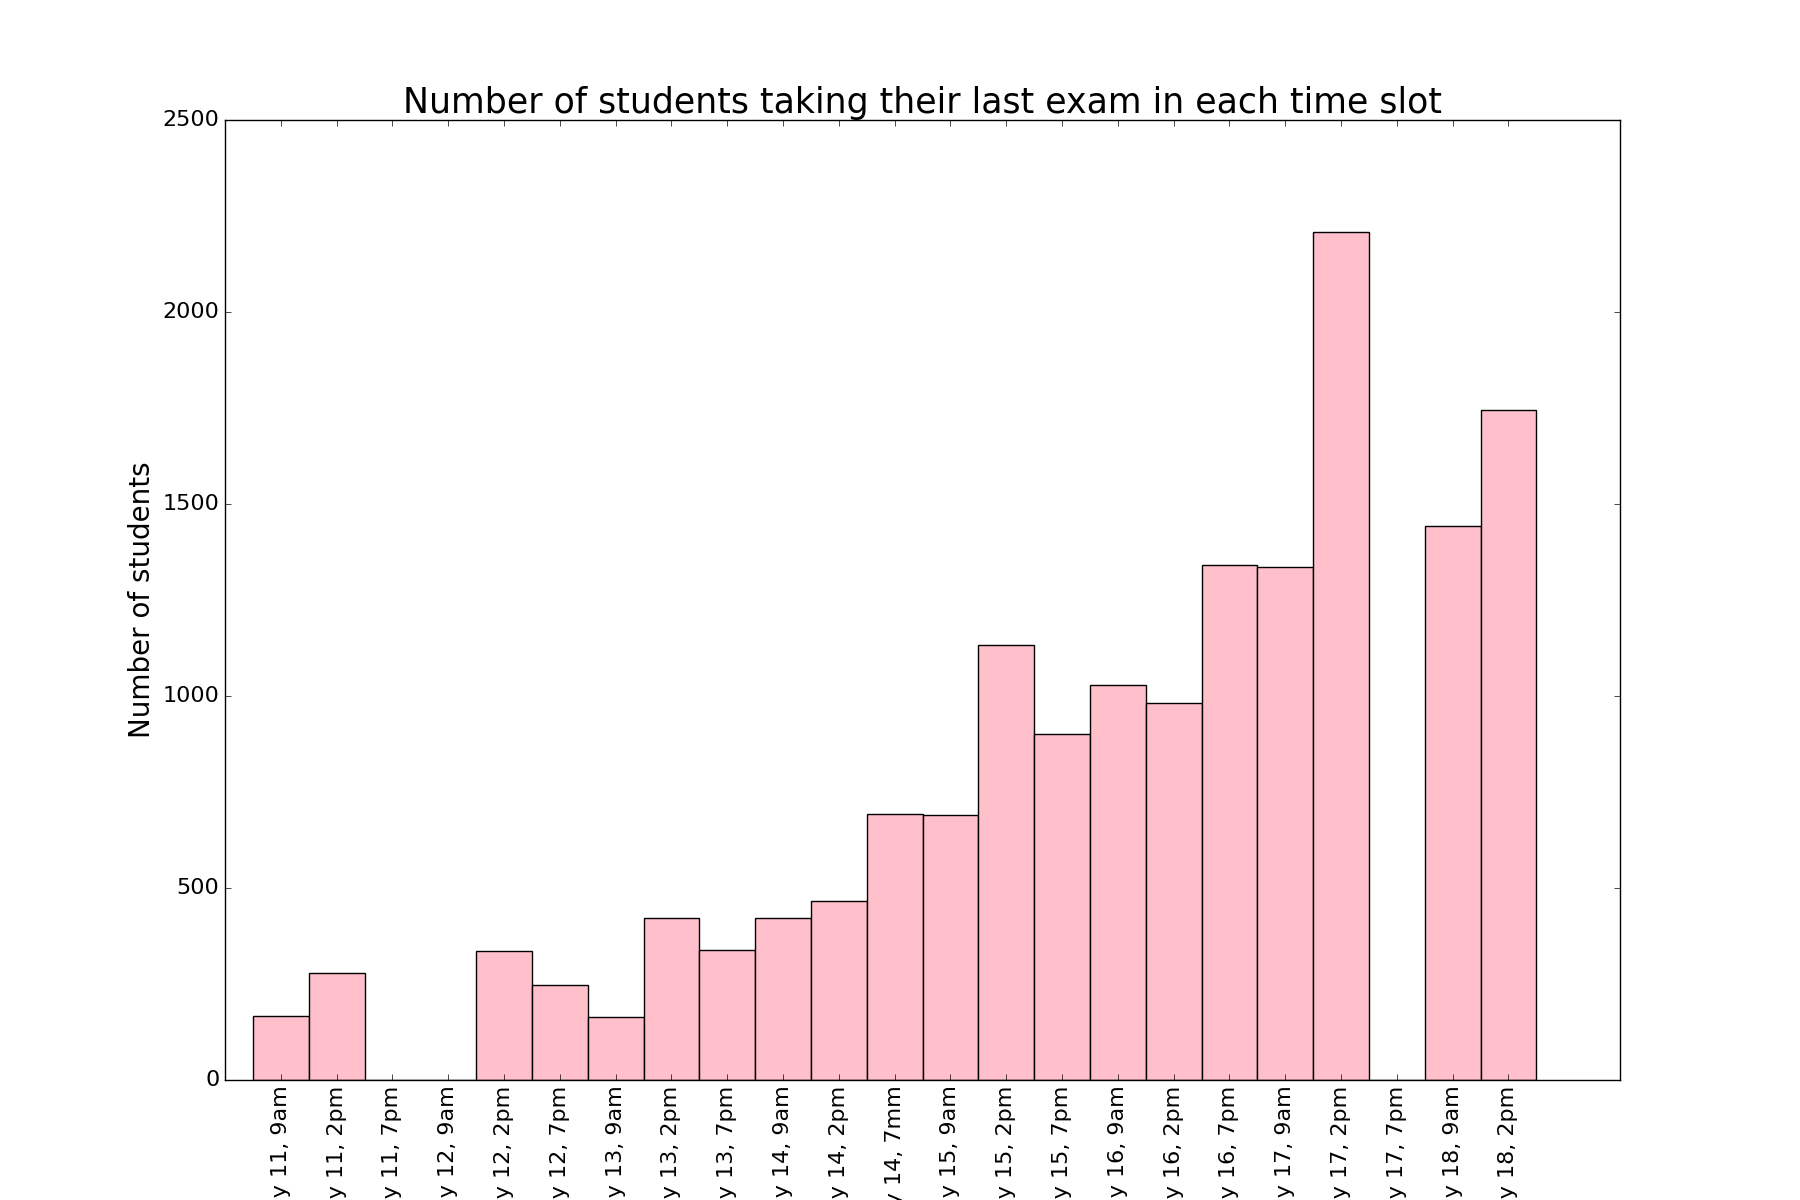 Number of students taking their last exam in each time slot
Number of students
2500
2000
1500
1000
500
0
y 11, 9am
y 11, 2pm
y 11, 7pm
y 12, 9am
y 12, 2pm
y 12, 7pm
y 13, 9am
y 13, 2pm
y 13, 7pm
y 14, 9am
y 14, 2pm
y 14, 7mm
y 15, 9am
y 15, 2pm
y 15, 7pm
y 16, 9am
y 16, 2pm
y 16, 7pm
y 17, 9am
y 17, 2pm
y 17, 7pm
y 18, 9am
y 18, 2pm